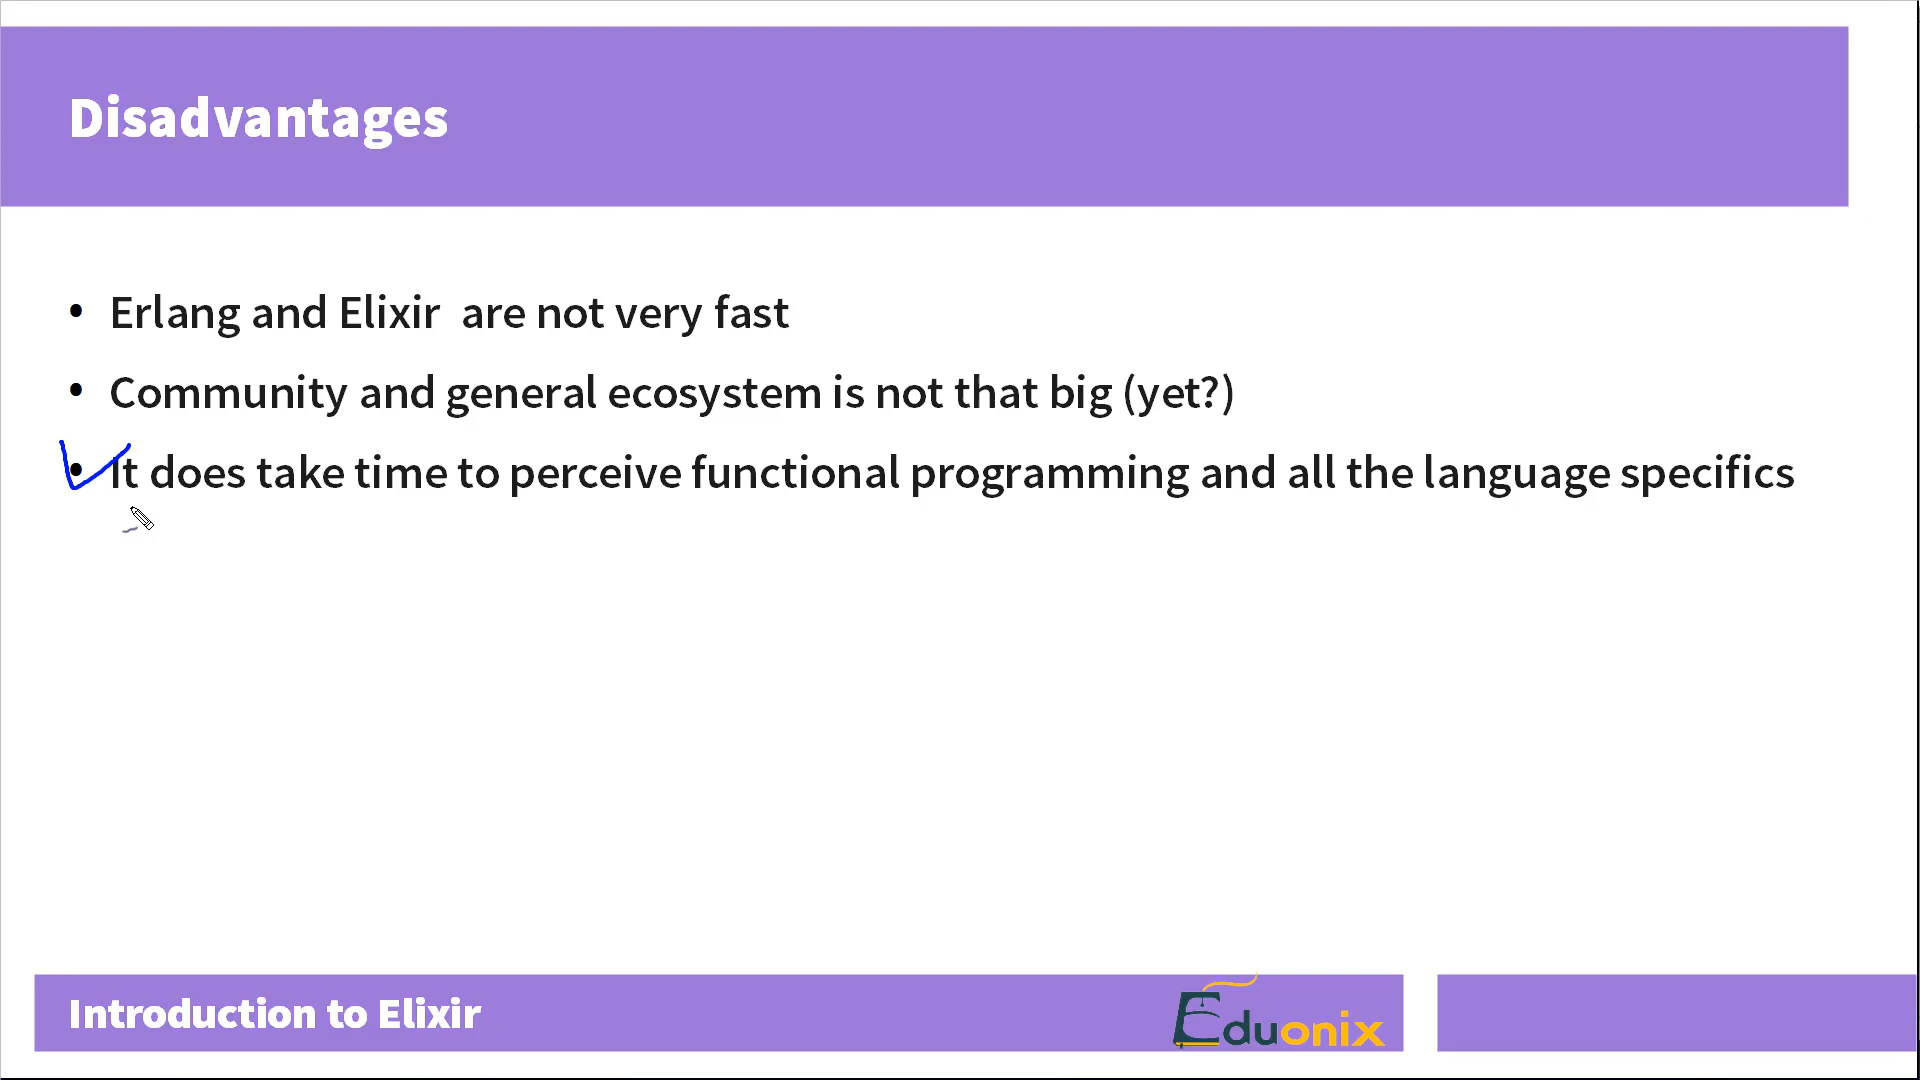 Disadvantages
• Erlang and Elixir  are not very fast
• Community and general ecosystem is not that big (yet?)
• It does take time to perceive functional programming and all the language specifics
Introduction to Elixir
Eduonix